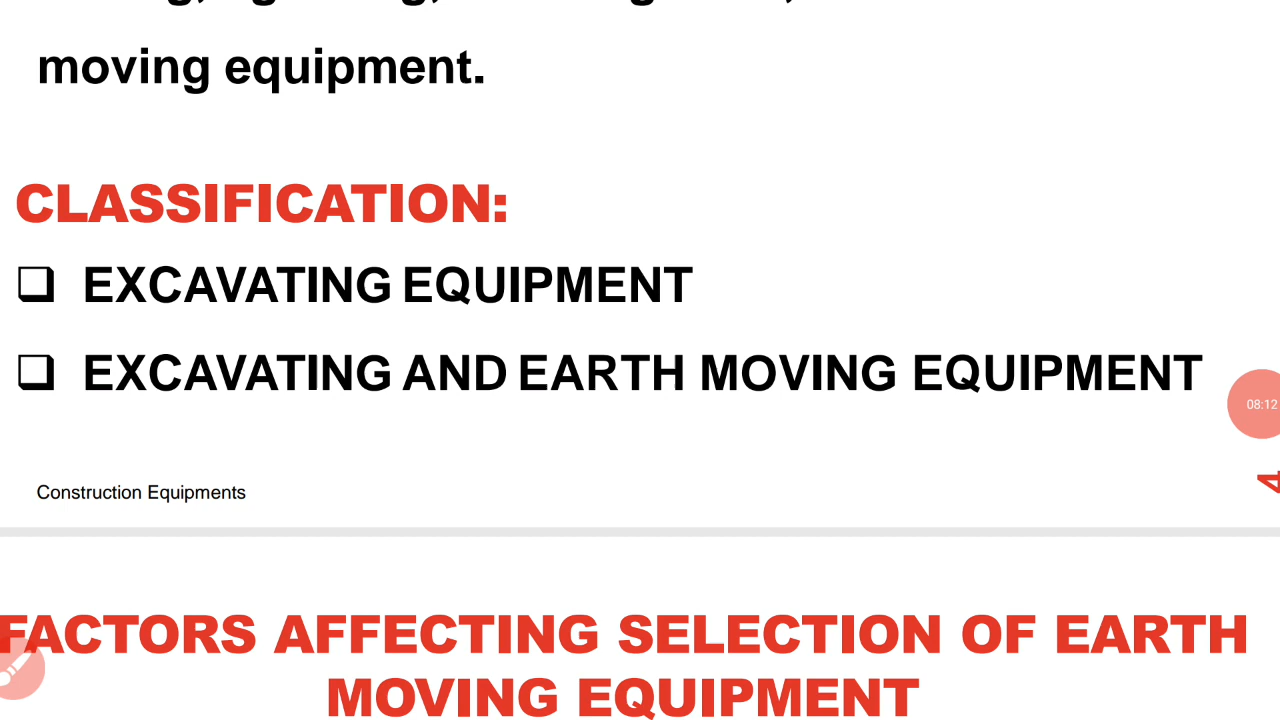 moving equipment.
CLASSIFICATION:
❑ EXCAVATING EQUIPMENT
❑ EXCAVATING AND EARTH MOVING EQUIPMENT
08:12
4
Construction Equipments
FACTORS AFFECTING SELECTION OF EARTH
MOVING EQUIPMENT